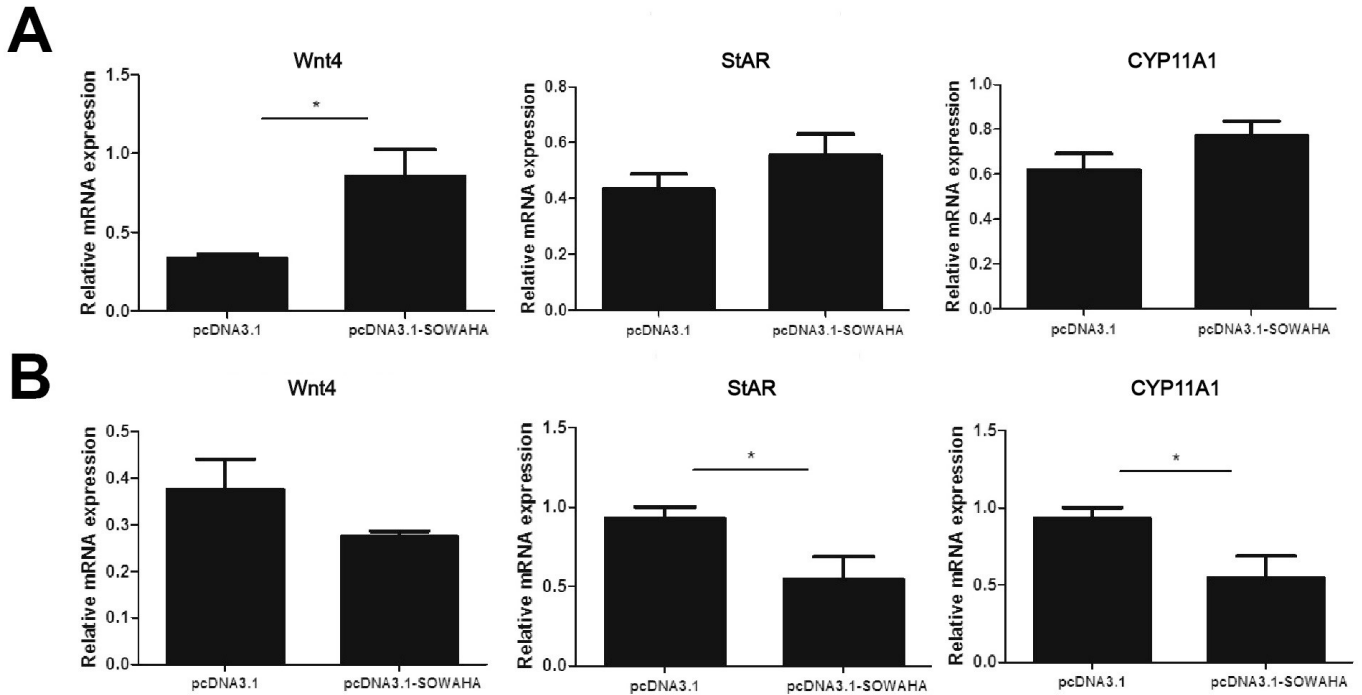 A
Wnt4
Relative mRNA expression
1.5
1.0
0.5
0.0
*
pcDNA3.1
pcDNA3.1-SOWAHA
StAR
Relative mRNA expression
0.8
0.6
0.4
0.2
0.0
pcDNA3.1
pcDNA3.1-SOWAHA
CYP11A1
Relative mRNA expression
1.0
0.8
0.6
0.4
0.2
0.0
pcDNA3.1
pcDNA3.1-SOWAHA
B
Wnt4
Relative mRNA expression
0.5
0.4
0.3
0.2
0.1
0.0
pcDNA3.1
pcDNA3.1-SOWAHA
StAR
Relative mRNA expression
1.5
1.0
0.5
0.0
*
pcDNA3.1
pcDNA3.1-SOWAHA
CYP11A1
Relative mRNA expression
1.5
1.0
0.5
0.0
*
pcDNA3.1
pcDNA3.1-SOWAHA